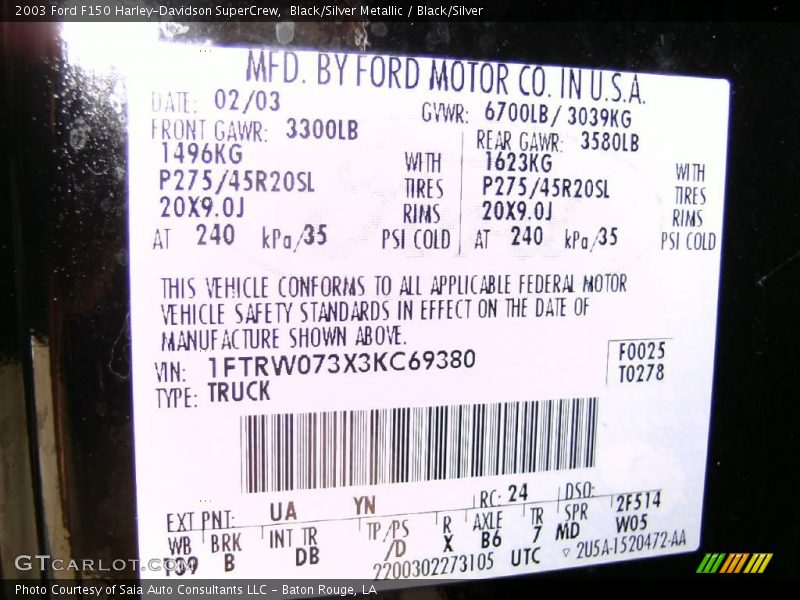 2003 Ford F150 Harley-Davidson SuperCrew, Black/Silver Metallic / Black/Silver
MFD. BY FORD MOTOR CO. IN U.S.A.
DATE: 02/03 GVWR: 6700LB/ 3039KG
FRONT GAWR: 3300LB REAR GAWR: 3580LB
1496KG WITH 1623KG WITH
P275/45R20SL TIRES P275/45R20SL TIRES
20X9.0J RIMS 20X9.0J RIMS
AT 240 kPa/35 PSI COLD AT 240 kPa/35 PSI COLD
THIS VEHICLE CONFORMS TO ALL APPLICABLE FEDERAL MOTOR
VEHICLE SAFETY STANDARDS IN EFFECT ON THE DATE OF
MANUFACTURE SHOWN ABOVE.
VIN: 1FTRW073X3KC69380 F0025
TYPE: TRUCK T0278
EXT PNT: UA YN RC: 24 DSO: 2F514
WB BRK INT TR TP/PS R AXLE TR SPR W05
139 B DB /D X B6 7 MD
2200302273105 UTC ▽ 2U5A-1520472-AA
GTcarlot.com
Photo Courtesy of Saia Auto Consultants LLC - Baton Rouge, LA